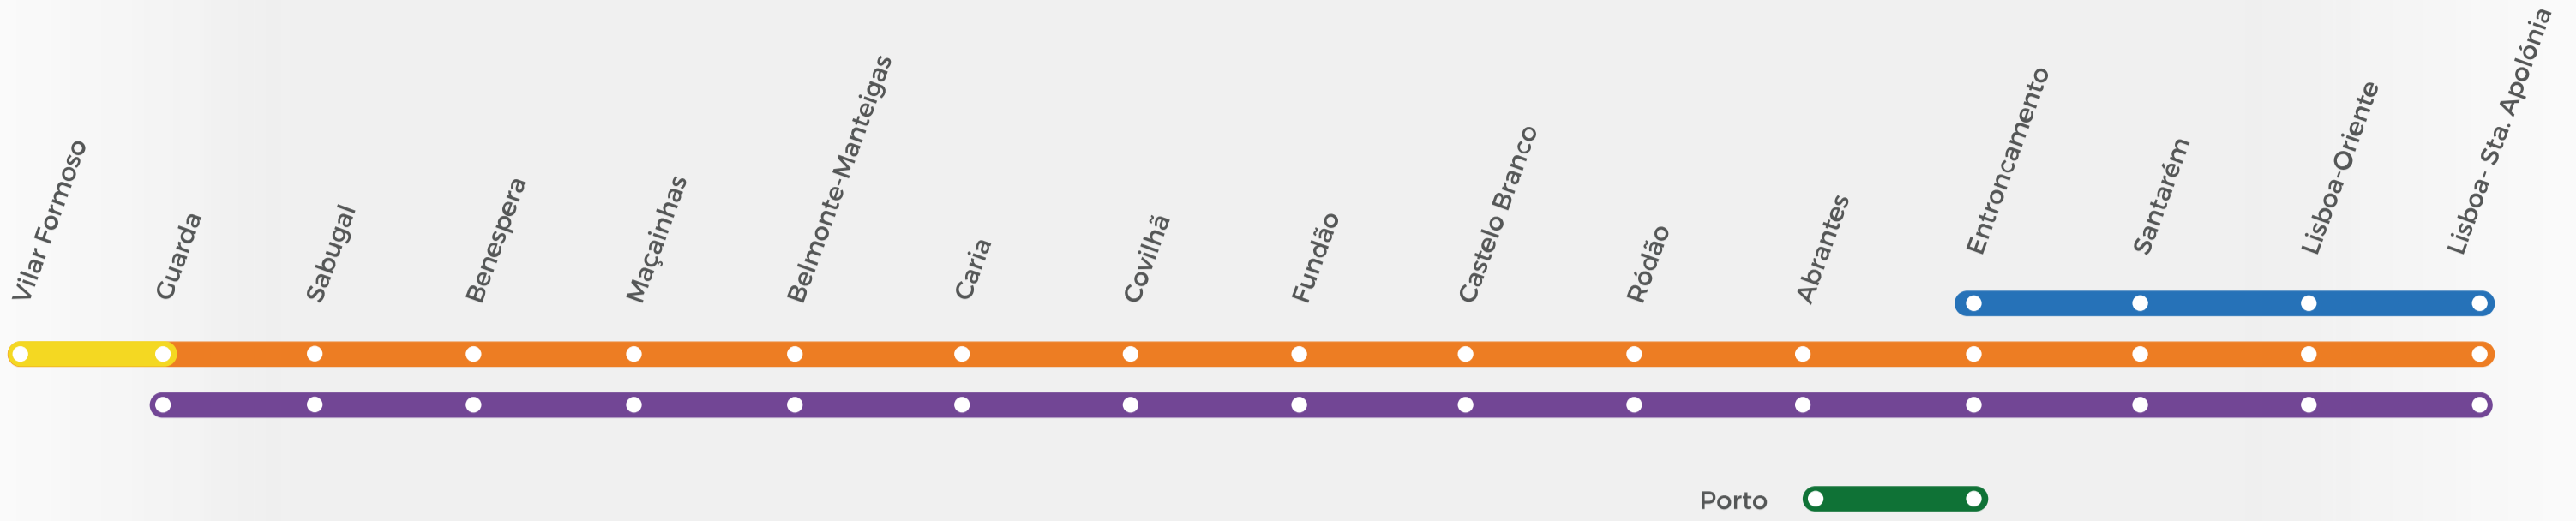 Vilar Formoso
Guarda
Sabugal
Benespera
Maçainhas
Belmonte-Manteigas
Caria
Covilhã
Fundão
Castelo Branco
Ródão
Abrantes
Entroncamento
Santarém
Lisboa-Oriente
Lisboa- Sta. Apolónia
Porto